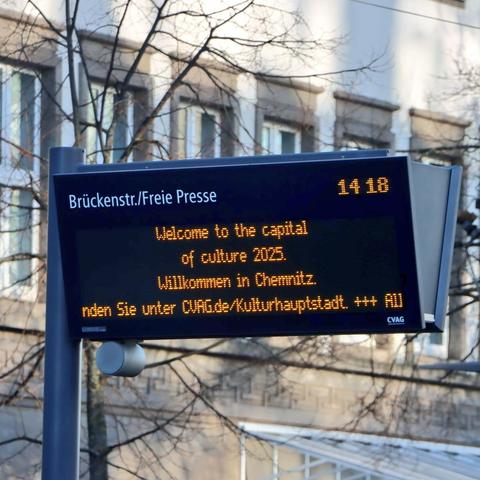 Brückenstr./Freie Presse 14 18
Welcome to the capital
of culture 2025.
Willkommen in Chemnitz.
nden Sie unter CVAG.de/Kulturhauptstadt. +++ All
CVAG